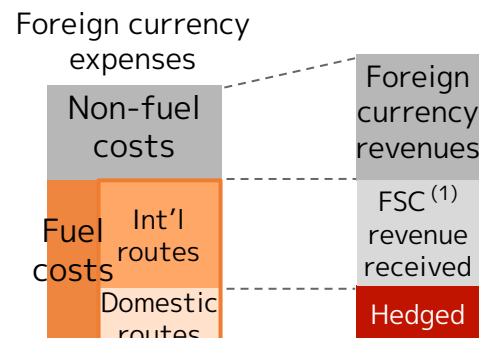 Foreign currency
expenses
Non-fuel
costs
Fuel
costs
Int'l
routes
Domestic
routes
Foreign
currency
revenues
FSC (1)
revenue
received
Hedged